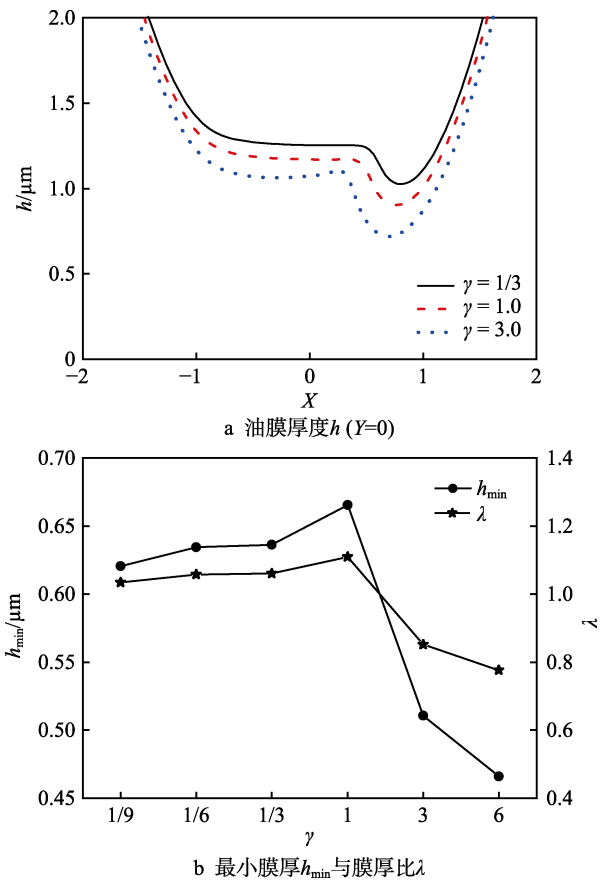 2.0
1.5
1.0
0.5
0
h/μm
γ = 1/3
γ = 1.0
γ = 3.0
−2 −1 0 1 2
X
a 油膜厚度h (Y=0)
0.70 1.4
0.65 1.2
0.60 1.0
0.55 0.8
0.50 0.6
0.45 0.4
hmin/μm
λ
hmin
λ
1/9 1/6 1/3 1 3 6
γ
b 最小膜厚hmin与膜厚比λ